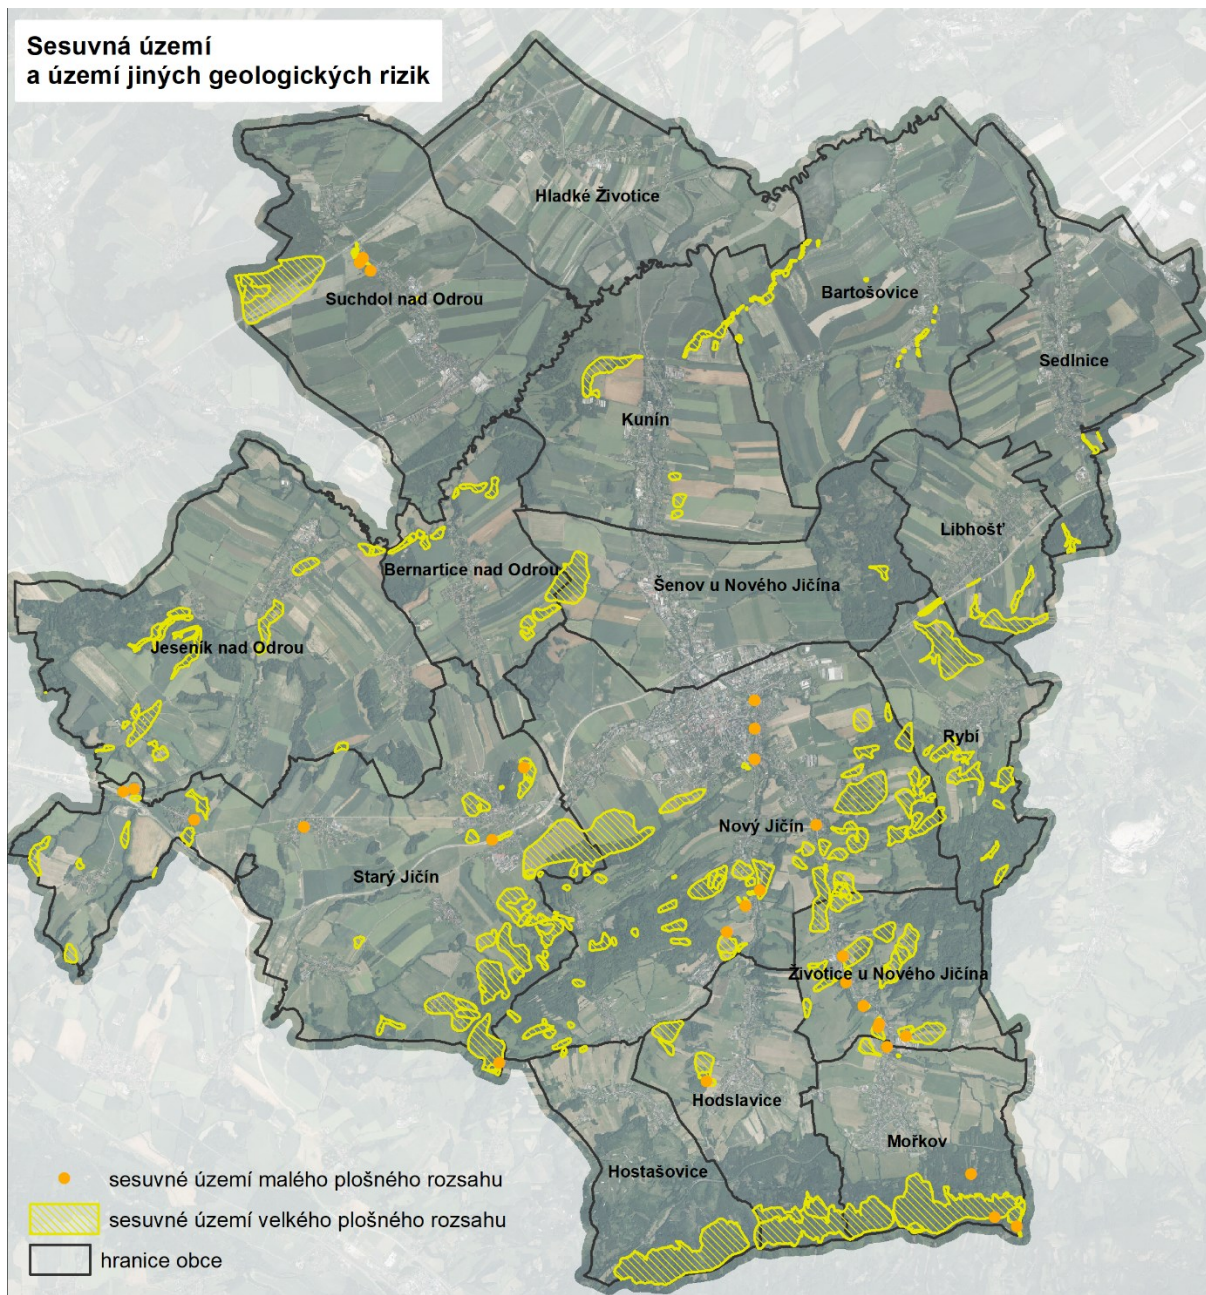 Sesuvná území
a území jiných geologických rizik
Hladké Životice
Suchdol nad Odrou
Bartošovice
Sedlnice
Kunín
Libhošť
Bernartice nad Odrou
Šenov u Nového Jičína
Jeseník nad Odrou
Rybí
Nový Jičín
Starý Jičín
Životice u Nového Jičína
Hodslavice
Mořkov
Hostašovice
sesuvné území malého plošného rozsahu
sesuvné území velkého plošného rozsahu
hranice obce